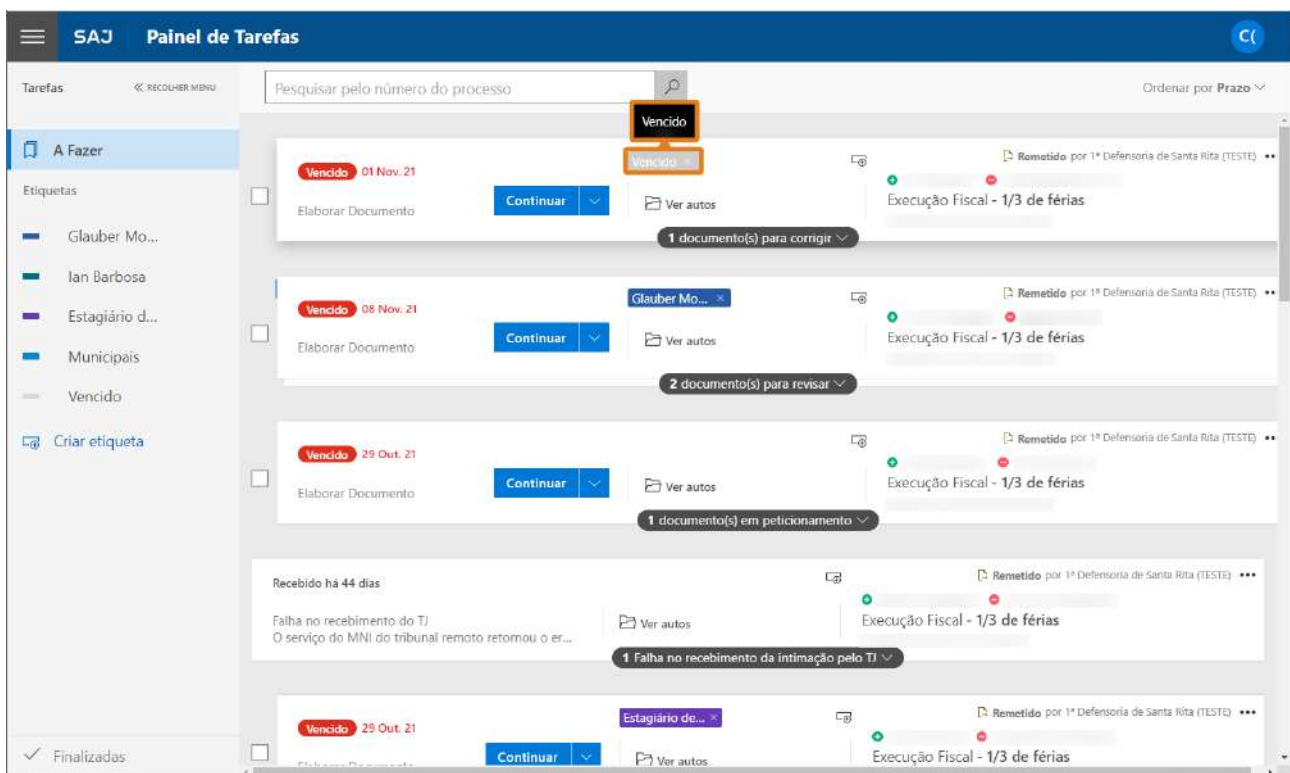 SAJ Painel de Tarefas C(
Tarefas RECOLHER MENU Pesquisar pelo número do processo Ordenar por Prazo
Vencido
A Fazer
Etiquetas
Glauber Mo...
Ian Barbosa
Estagiário d...
Municipais
Vencido
Criar etiqueta
Finalizadas
Vencido 01 Nov. 21 Vencido × Remetido por 1ª Defensoria de Santa Rita (TESTE)
Elaborar Documento Continuar Ver autos Execução Fiscal - 1/3 de férias
1 documento(s) para corrigir
Vencido 08 Nov. 21 Glauber Mo... × Remetido por 1ª Defensoria de Santa Rita (TESTE)
Elaborar Documento Continuar Ver autos Execução Fiscal - 1/3 de férias
2 documento(s) para revisar
Vencido 29 Out. 21 Remetido por 1ª Defensoria de Santa Rita (TESTE)
Elaborar Documento Continuar Ver autos Execução Fiscal - 1/3 de férias
1 documento(s) em peticionamento
Recebido há 44 dias Remetido por 1ª Defensoria de Santa Rita (TESTE)
Falha no recebimento do TJ Ver autos Execução Fiscal - 1/3 de férias
O serviço do MNI do tribunal remoto retornou o er...
1 Falha no recebimento da intimação pelo TJ
Vencido 29 Out. 21 Estagiário de... × Remetido por 1ª Defensoria de Santa Rita (TESTE)
Continuar Ver autos Execução Fiscal - 1/3 de férias